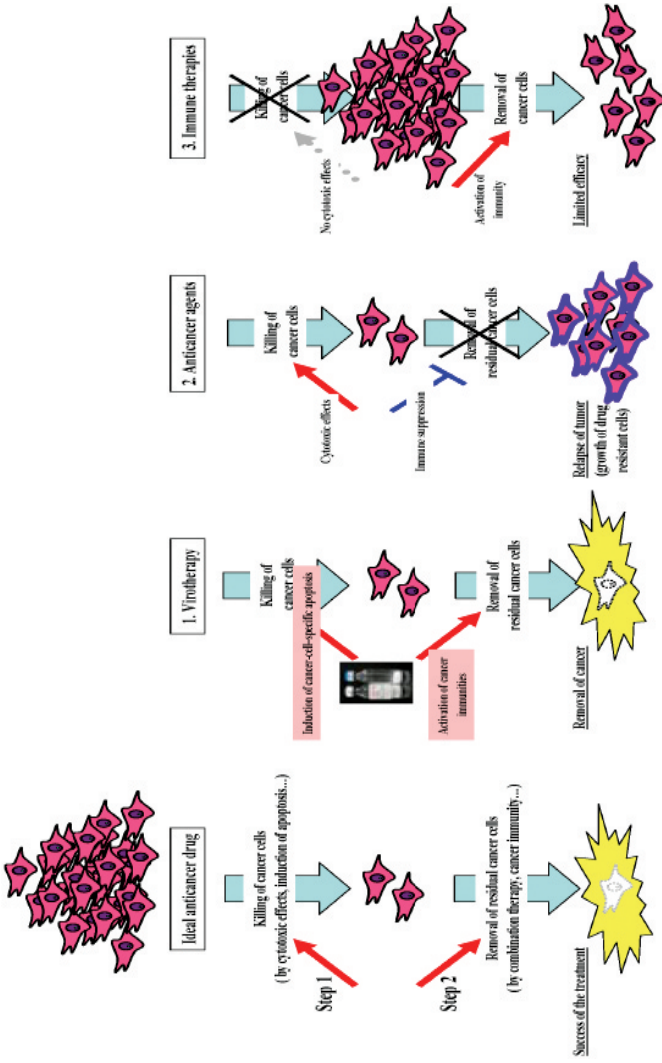 Ideal anticancer drug
Step 1
Killing of cancer cells
( by cytotoxic effects, induction of apoptosis...)
Step 2
Removal of residual cancer cells
( by combination therapy, cancer immunity...)
Success of the treatment
1. Virotherapy
Killing of
cancer cells
Induction of cancer-cell-specific apoptosis
Activation of cancer
immunities
Removal of
residual cancer cells
Removal of cancer
2. Anticancer agents
Killing of
cancer cells
Cytotoxic effects
Immune suppression
Removal of
residual cancer cells
Relapse of tumor
(growth of drug
resistant cells)
3. Immune therapies
Killing of
cancer cells
No cytotoxic effects
Activation of
immunity
Removal of
cancer cells
Limited efficacy